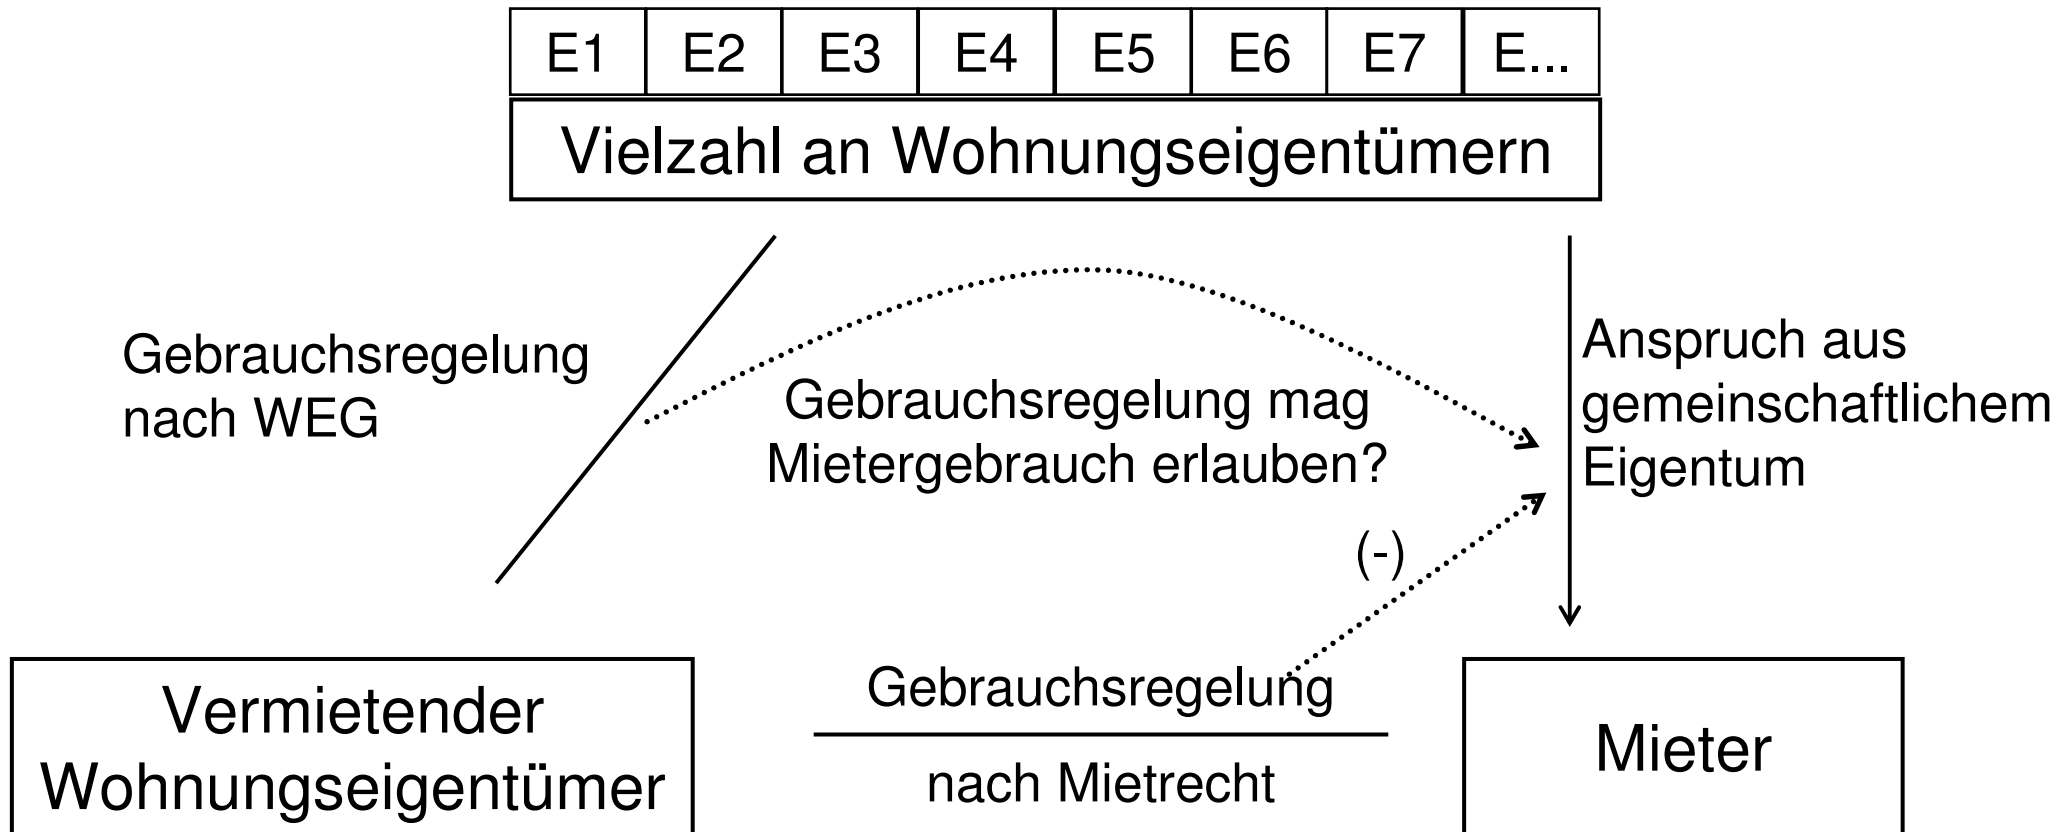 E1 E2 E3 E4 E5 E6 E7 E...
Vielzahl an Wohnungseigentümern
Gebrauchsregelung
nach WEG
Gebrauchsregelung mag
Mietergebrauch erlauben?
Anspruch aus
gemeinschaftlichem
Eigentum
(-)
Vermietender
Wohnungseigentümer
Gebrauchsregelung
nach Mietrecht
Mieter